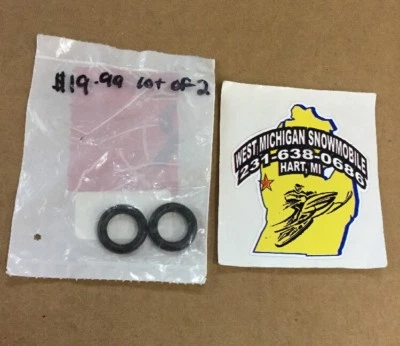 $19.99 Lot of 2
WEST MICHIGAN SNOWMOBILE
231-638-0686
HART, MI